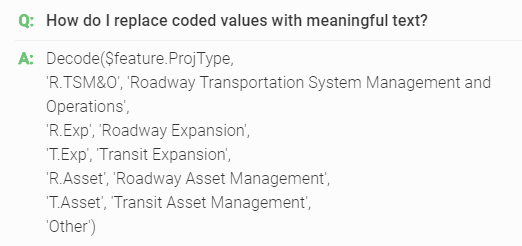 Q: How do I replace coded values with meaningful text?
A: Decode($feature.ProjType,
'R.TSM&O', 'Roadway Transportation System Management and
Operations',
'R.Exp', 'Roadway Expansion',
'T.Exp', 'Transit Expansion',
'R.Asset', 'Roadway Asset Management',
'T.Asset', 'Transit Asset Management',
'Other')